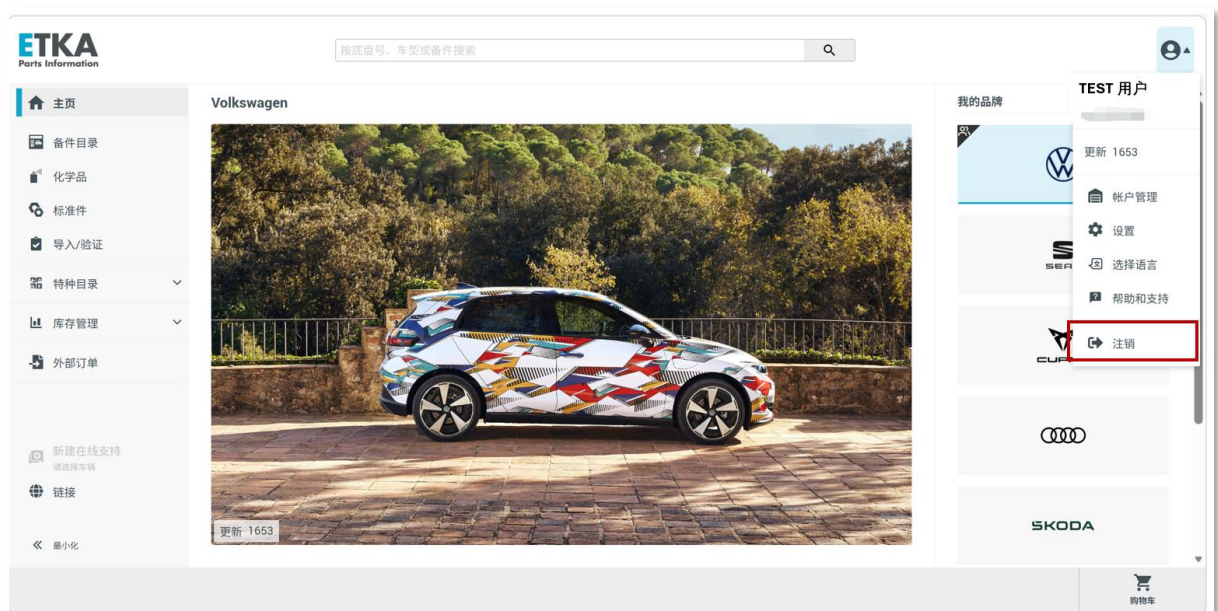 ETKA
Parts Information
按底盘号、车型或备件搜索
主页
备件目录
化学品
标准件
导入/验证
特种目录
库存管理
外部订单
新建在线支持
请选择车辆
链接
最小化
Volkswagen
更新 1653
我的品牌
SKODA
TEST 用户
更新 1653
帐户管理
设置
选择语言
帮助和支持
注销
购物车